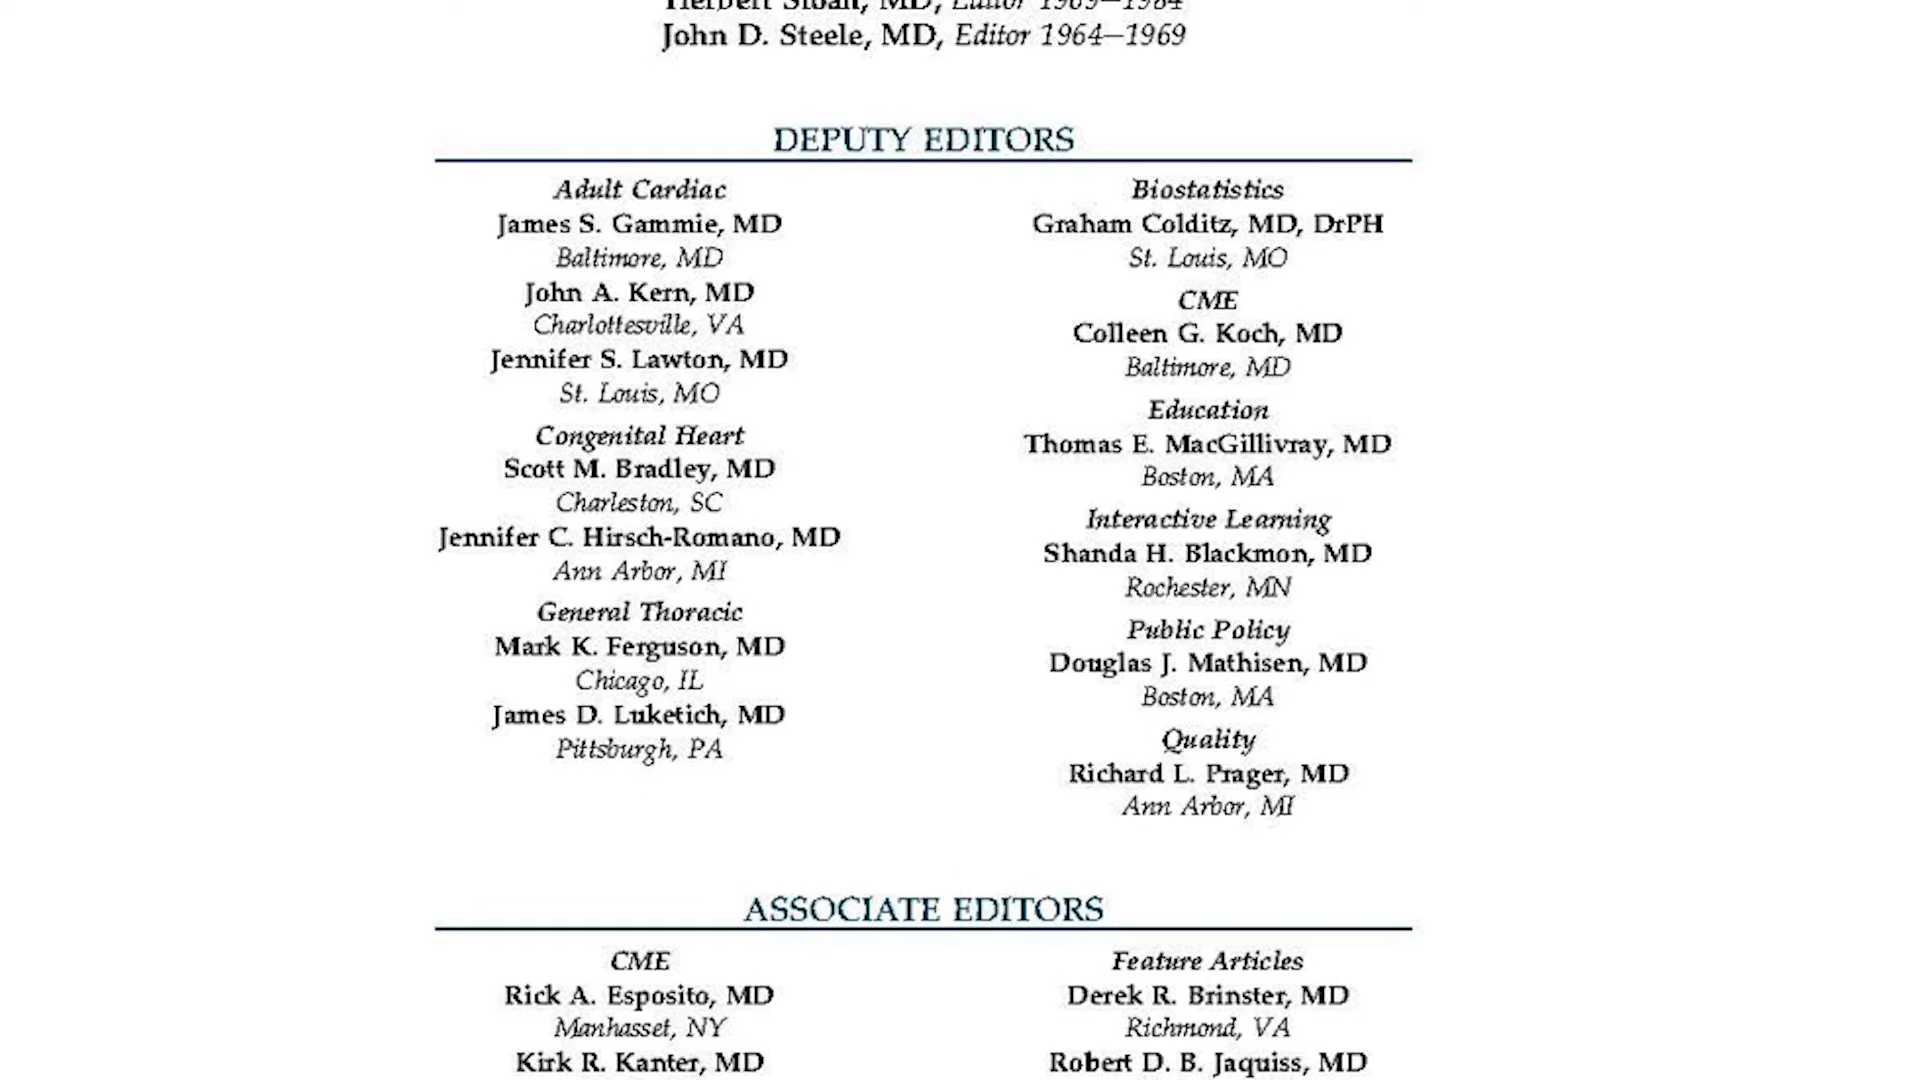 Herbert Sloan, MD, Editor 1969–1984
John D. Steele, MD, Editor 1964–1969
DEPUTY EDITORS
Adult Cardiac
James S. Gammie, MD
Baltimore, MD
John A. Kern, MD
Charlottesville, VA
Jennifer S. Lawton, MD
St. Louis, MO
Congenital Heart
Scott M. Bradley, MD
Charleston, SC
Jennifer C. Hirsch-Romano, MD
Ann Arbor, MI
General Thoracic
Mark K. Ferguson, MD
Chicago, IL
James D. Luketich, MD
Pittsburgh, PA
Biostatistics
Graham Colditz, MD, DrPH
St. Louis, MO
CME
Colleen G. Koch, MD
Baltimore, MD
Education
Thomas E. MacGillivray, MD
Boston, MA
Interactive Learning
Shanda H. Blackmon, MD
Rochester, MN
Public Policy
Douglas J. Mathisen, MD
Boston, MA
Quality
Richard L. Prager, MD
Ann Arbor, MI
ASSOCIATE EDITORS
CME
Rick A. Esposito, MD
Manhasset, NY
Kirk R. Kanter, MD
Feature Articles
Derek R. Brinster, MD
Richmond, VA
Robert D. B. Jaquiss, MD